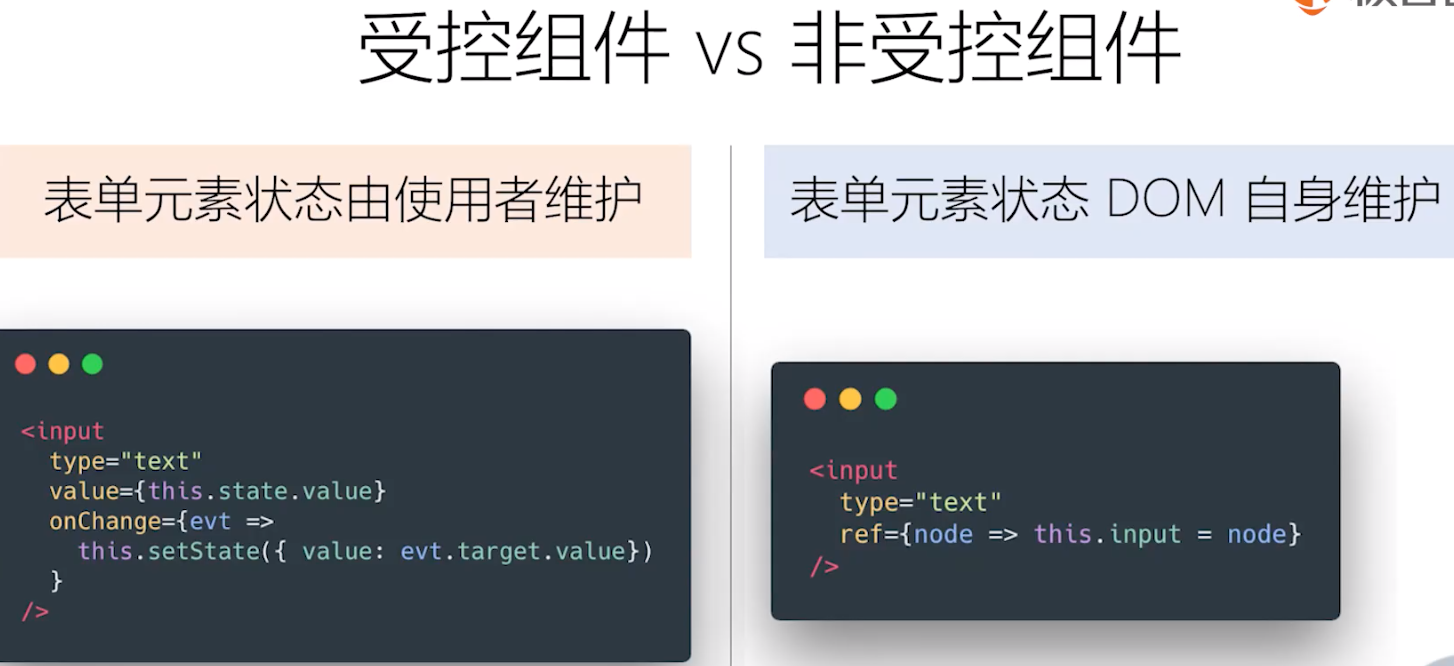 受控组件 vs 非受控组件
表单元素状态由使用者维护
<input
type="text"
value={this.state.value}
onChange={evt =>
this.setState({ value: evt.target.value})
}
/>
表单元素状态 DOM 自身维护
<input
type="text"
ref={node => this.input = node}
/>